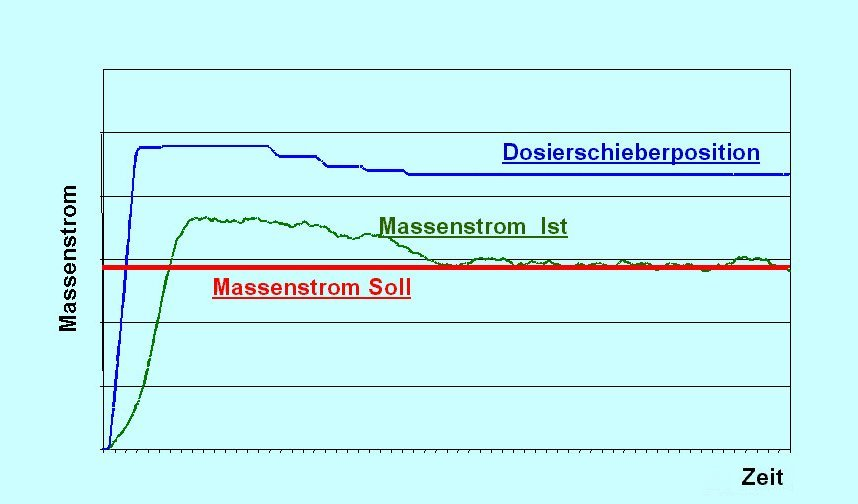 Dosierschieberposition
Massenstrom Ist
Massenstrom Soll
Massenstrom
Zeit